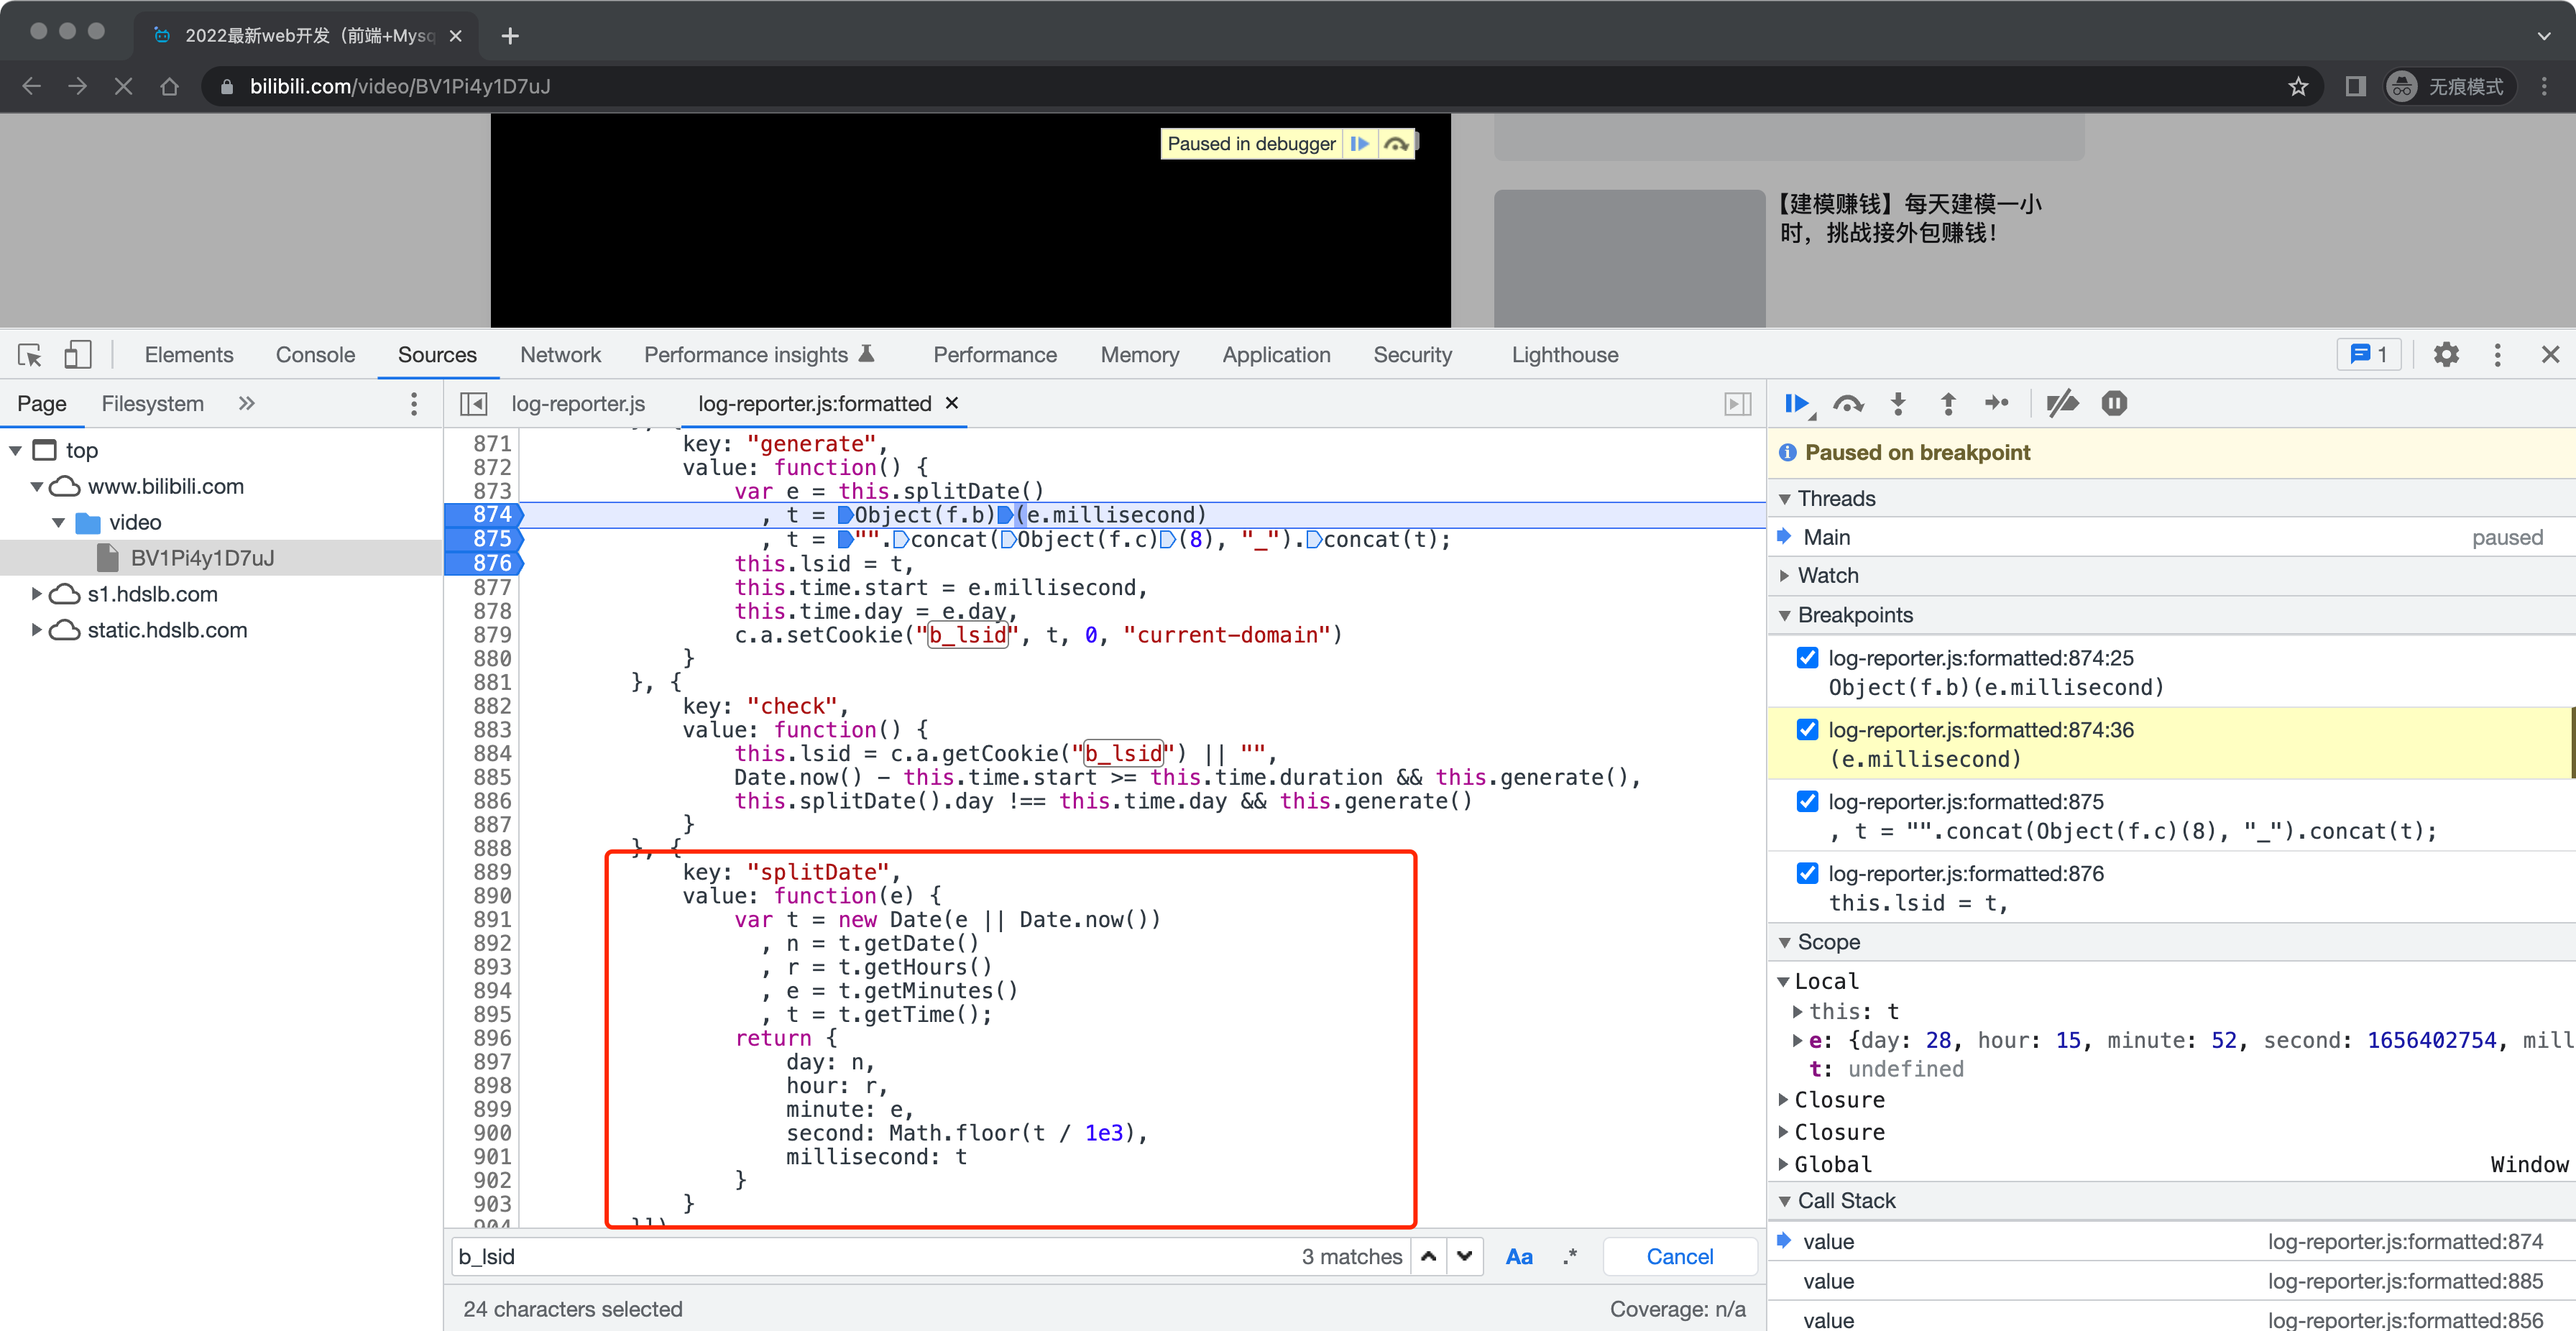 2022最新web开发（前端+Mysq
bilibili.com/video/BV1Pi4y1D7uJ
无痕模式
Paused in debugger
【建模赚钱】每天建模一小
时，挑战接外包赚钱！
Elements Console Sources Network Performance insights Performance Memory Application Security Lighthouse 1
Page Filesystem »
log-reporter.js log-reporter.js:formatted ×
top
www.bilibili.com
video
BV1Pi4y1D7uJ
s1.hdslb.com
static.hdslb.com
871 key: "generate",
872 value: function() {
873 var e = this.splitDate()
874 , t = Object(f.b)(e.millisecond)
875 , t = "".concat(Object(f.c)(8), "_").concat(t);
876 this.lsid = t,
877 this.time.start = e.millisecond,
878 this.time.day = e.day,
879 c.a.setCookie("b_lsid", t, 0, "current-domain")
880 }
881 }, {
882 key: "check",
883 value: function() {
884 this.lsid = c.a.getCookie("b_lsid") || "",
885 Date.now() - this.time.start >= this.time.duration && this.generate(),
886 this.splitDate().day !== this.time.day && this.generate()
887 }
888 }, {
889 key: "splitDate",
890 value: function(e) {
891 var t = new Date(e || Date.now())
892 , n = t.getDate()
893 , r = t.getHours()
894 , e = t.getMinutes()
895 , t = t.getTime();
896 return {
897 day: n,
898 hour: r,
899 minute: e,
900 second: Math.floor(t / 1e3),
901 millisecond: t
902 }
903 }
904 }])
b_lsid 3 matches Aa .* Cancel
24 characters selected Coverage: n/a
Paused on breakpoint
Threads
Main paused
Watch
Breakpoints
log-reporter.js:formatted:874:25
Object(f.b)(e.millisecond)
log-reporter.js:formatted:874:36
(e.millisecond)
log-reporter.js:formatted:875
, t = "".concat(Object(f.c)(8), "_").concat(t);
log-reporter.js:formatted:876
this.lsid = t,
Scope
Local
this: t
e: {day: 28, hour: 15, minute: 52, second: 1656402754, mill
t: undefined
Closure
Closure
Global Window
Call Stack
value log-reporter.js:formatted:874
value log-reporter.js:formatted:885
value log-reporter.js:formatted:856